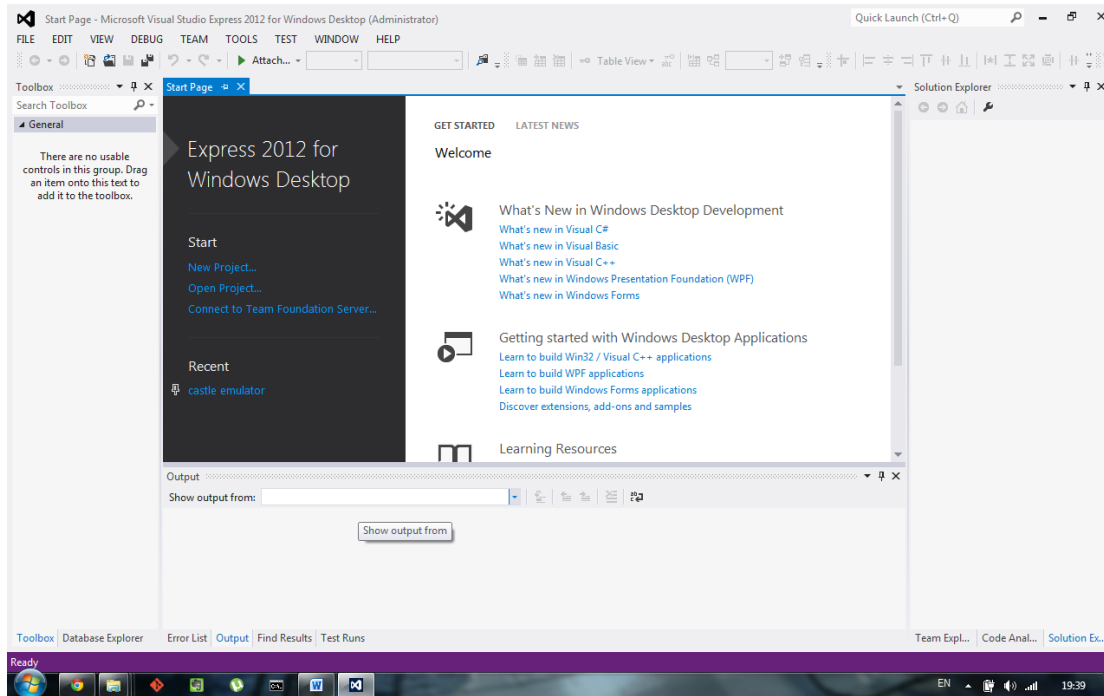 Start Page - Microsoft Visual Studio Express 2012 for Windows Desktop (Administrator)
Quick Launch (Ctrl+Q)
FILE EDIT VIEW DEBUG TEAM TOOLS TEST WINDOW HELP
Attach...
Table View
Toolbox
Search Toolbox
General
There are no usable
controls in this group. Drag
an item onto this text to
add it to the toolbox.
Start Page
Express 2012 for
Windows Desktop
Start
New Project...
Open Project...
Connect to Team Foundation Server...
Recent
castle emulator
GET STARTED LATEST NEWS
Welcome
What's New in Windows Desktop Development
What's new in Visual C#
What's new in Visual Basic
What's new in Visual C++
What's new in Windows Presentation Foundation (WPF)
What's new in Windows Forms
Getting started with Windows Desktop Applications
Learn to build Win32 / Visual C++ applications
Learn to build WPF applications
Learn to build Windows Forms applications
Discover extensions, add-ons and samples
Learning Resources
Solution Explorer
Output
Show output from:
Show output from
Toolbox Database Explorer
Error List Output Find Results Test Runs
Team Expl... Code Anal... Solution Ex...
Ready
EN
19:39